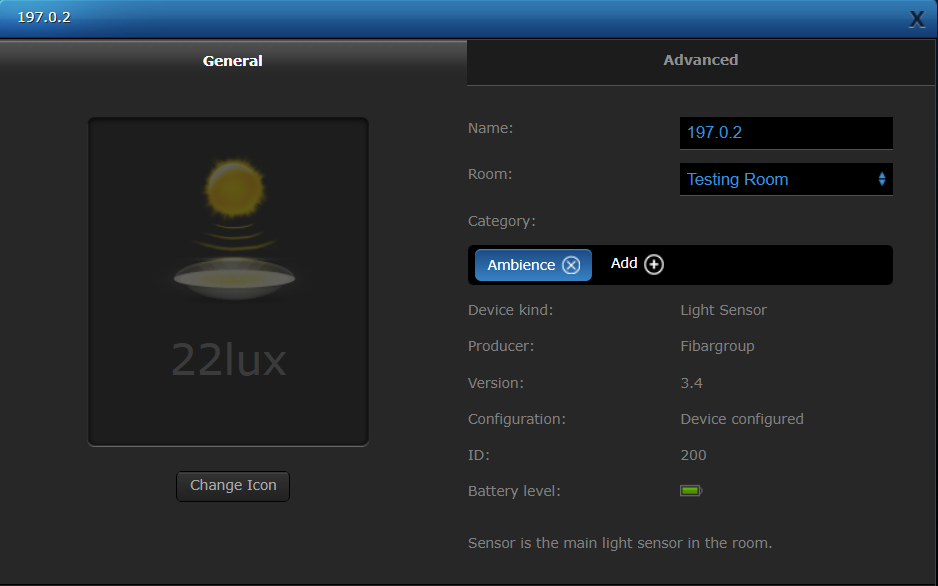 197.0.2
X
General
Advanced
22lux
Change Icon
Name: 197.0.2
Room: Testing Room
Category:
Ambience Add
Device kind: Light Sensor
Producer: Fibargroup
Version: 3.4
Configuration: Device configured
ID: 200
Battery level:
Sensor is the main light sensor in the room.